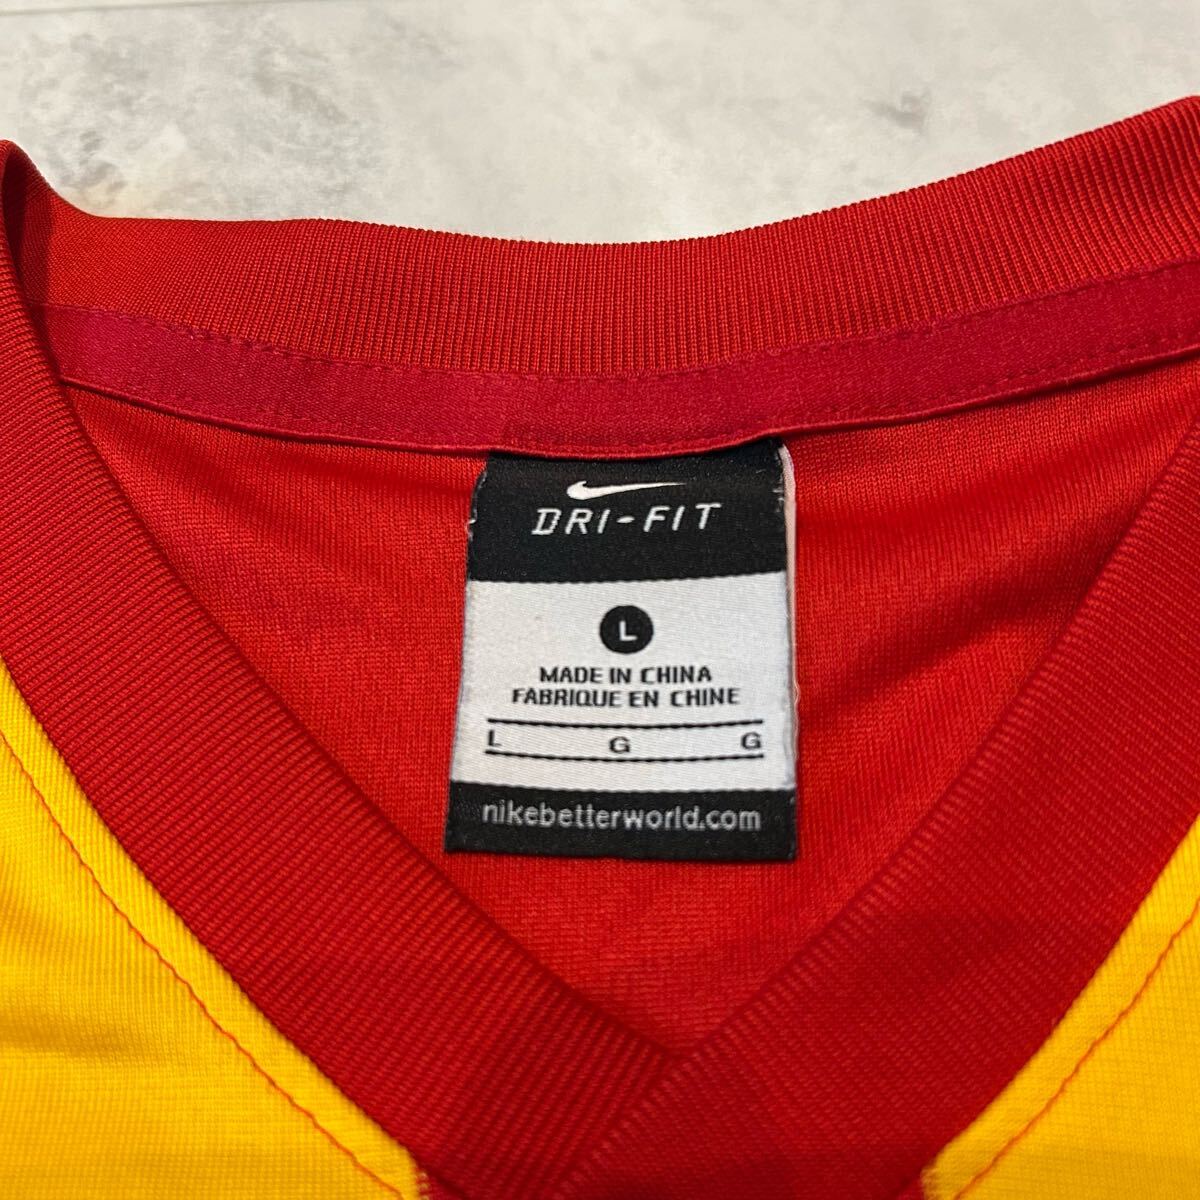 DRI-FIT
L
MADE IN CHINA
FABRIQUE EN CHINE
L G G
nikebetterworld.com